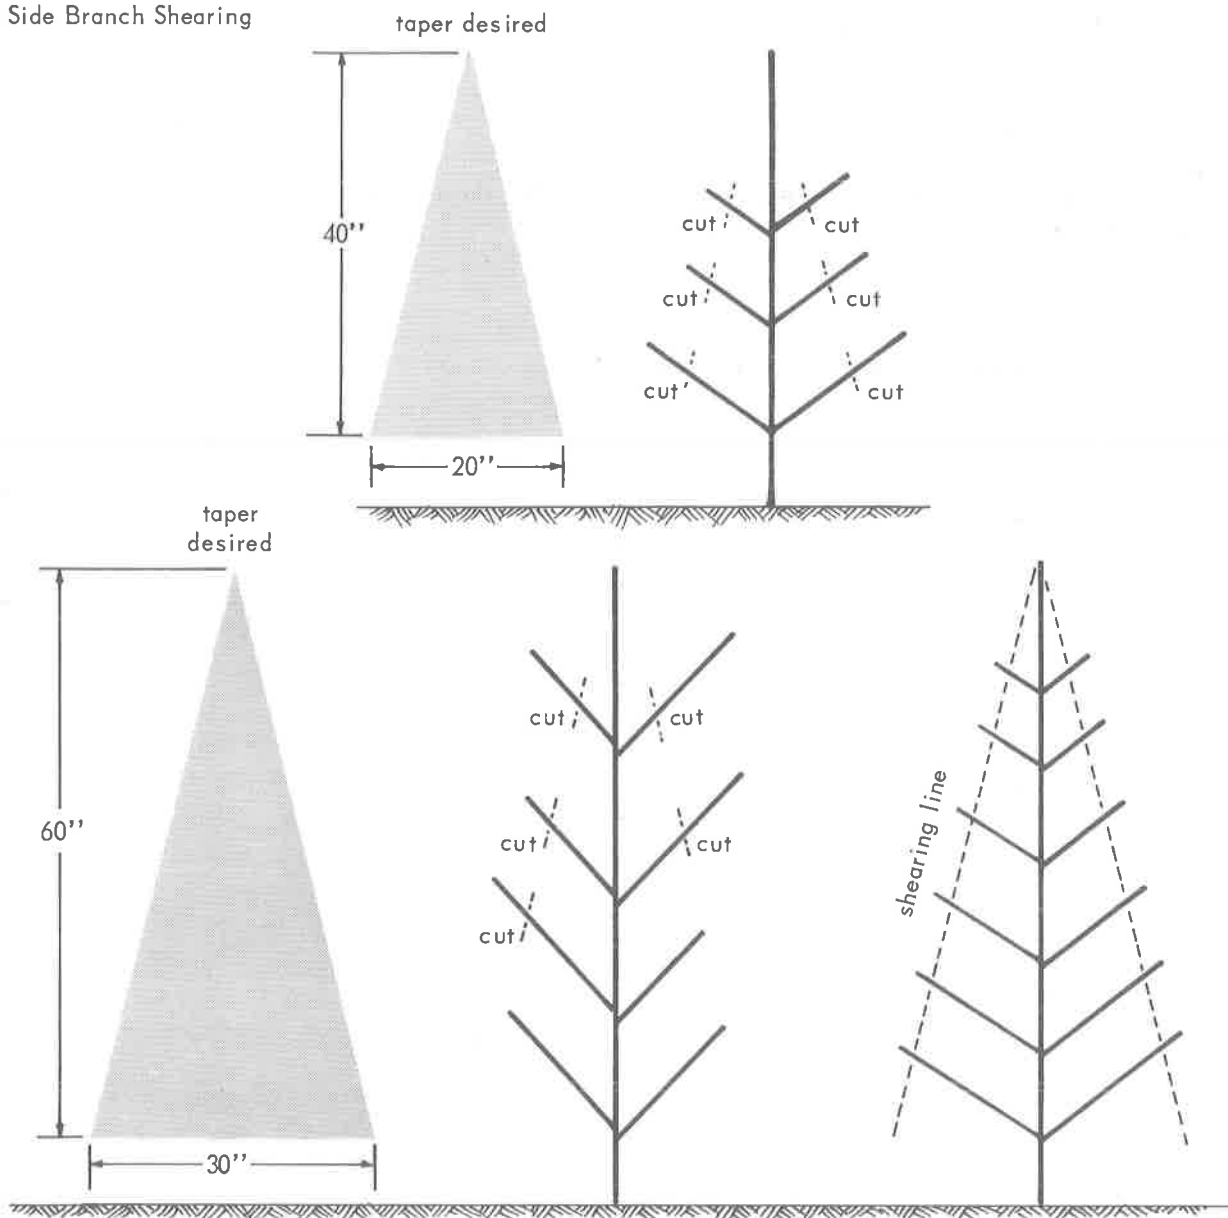 Side Branch Shearing
taper desired
40’’
cut
cut
cut
cut
cut’
cut
20’’
taper
desired
60’’
cut
cut
cut
cut
cut
shearing line
30’’